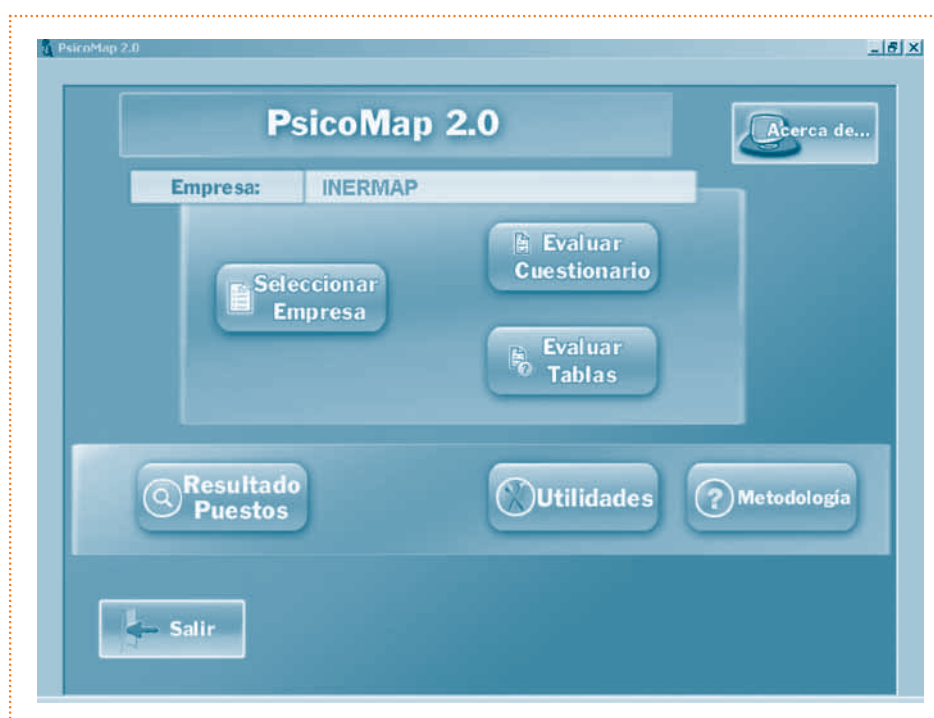 PsicoMap 2.0
PsicoMap 2.0
Acerca de...
Empresa: INERMAP
Seleccionar
Empresa
Evaluar
Cuestionario
Evaluar
Tablas
Resultado
Puestos
Utilidades
Metodología
Salir